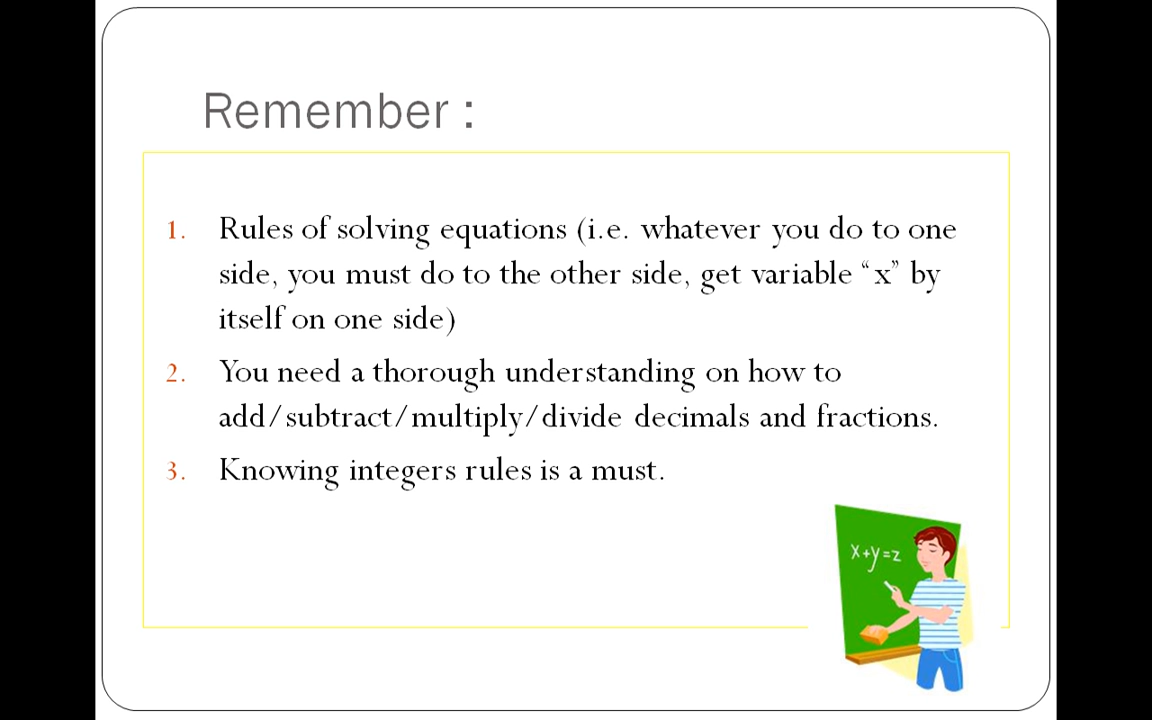 Remember :
1. Rules of solving equations (i.e. whatever you do to one
side, you must do to the other side, get variable “x” by
itself on one side)
2. You need a thorough understanding on how to
add/subtract/multiply/divide decimals and fractions.
3. Knowing integers rules is a must.
x+y=z